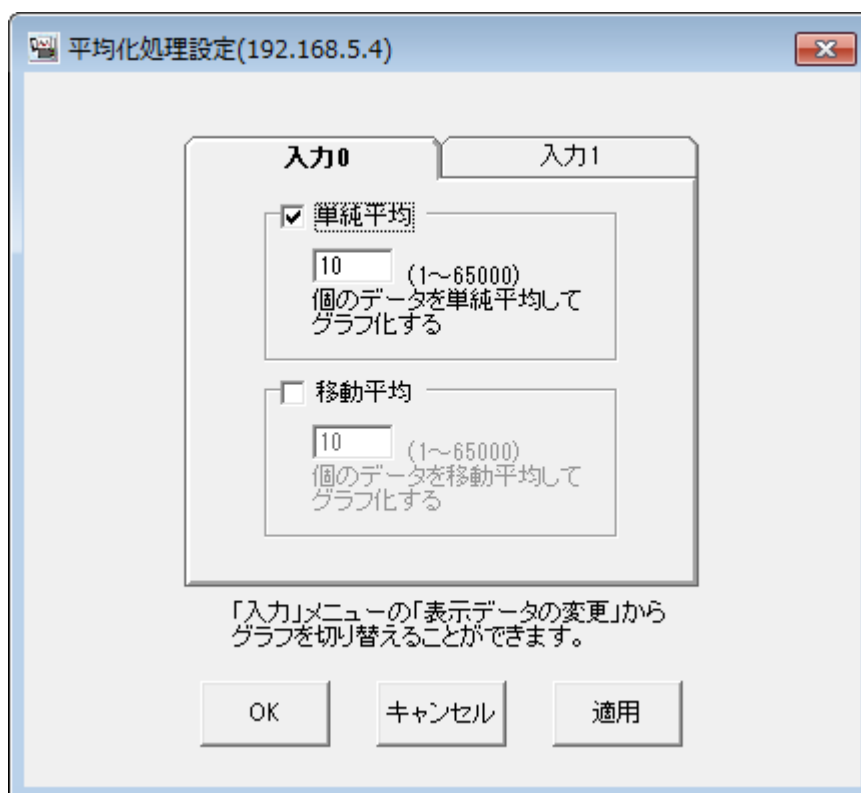 平均化処理設定(192.168.5.4)
入力0
入力1
単純平均
10 (1～65000)
個のデータを単純平均して
グラフ化する
移動平均
10 (1～65000)
個のデータを移動平均して
グラフ化する
「入力」メニューの「表示データの変更」から
グラフを切り替えることができます。
OK
キャンセル
適用